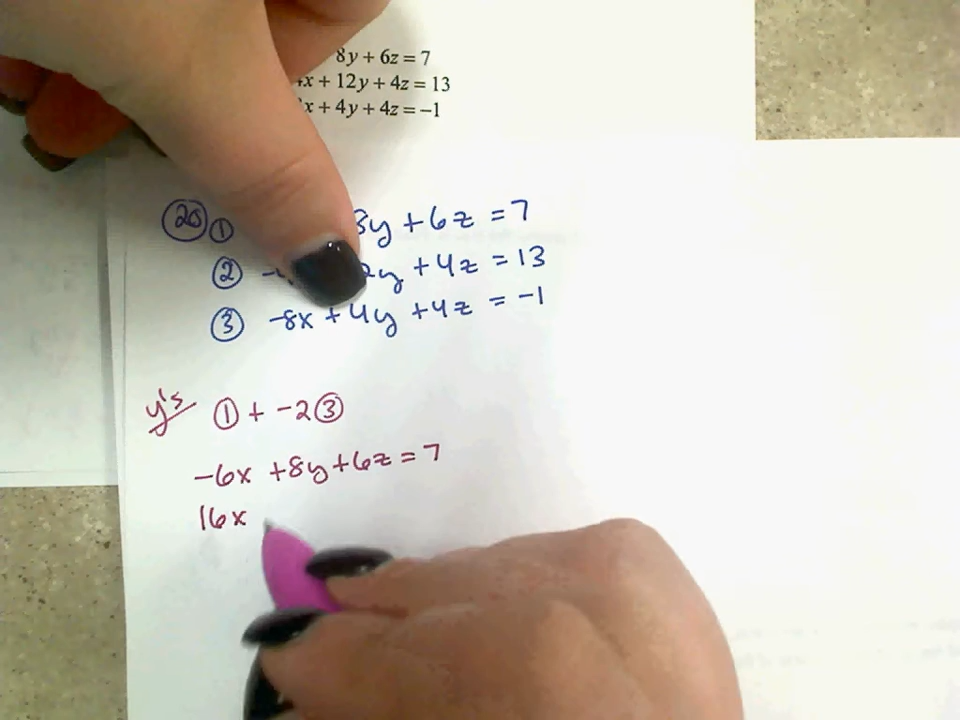 8y + 6z = 7
x + 12y + 4z = 13
x + 4y + 4z = −1
20 ① 3y + 6z = 7
② - y + 4z = 13
③ -8x + 4y + 4z = -1
y's ① + -2③
-6x + 8y + 6z = 7
16x